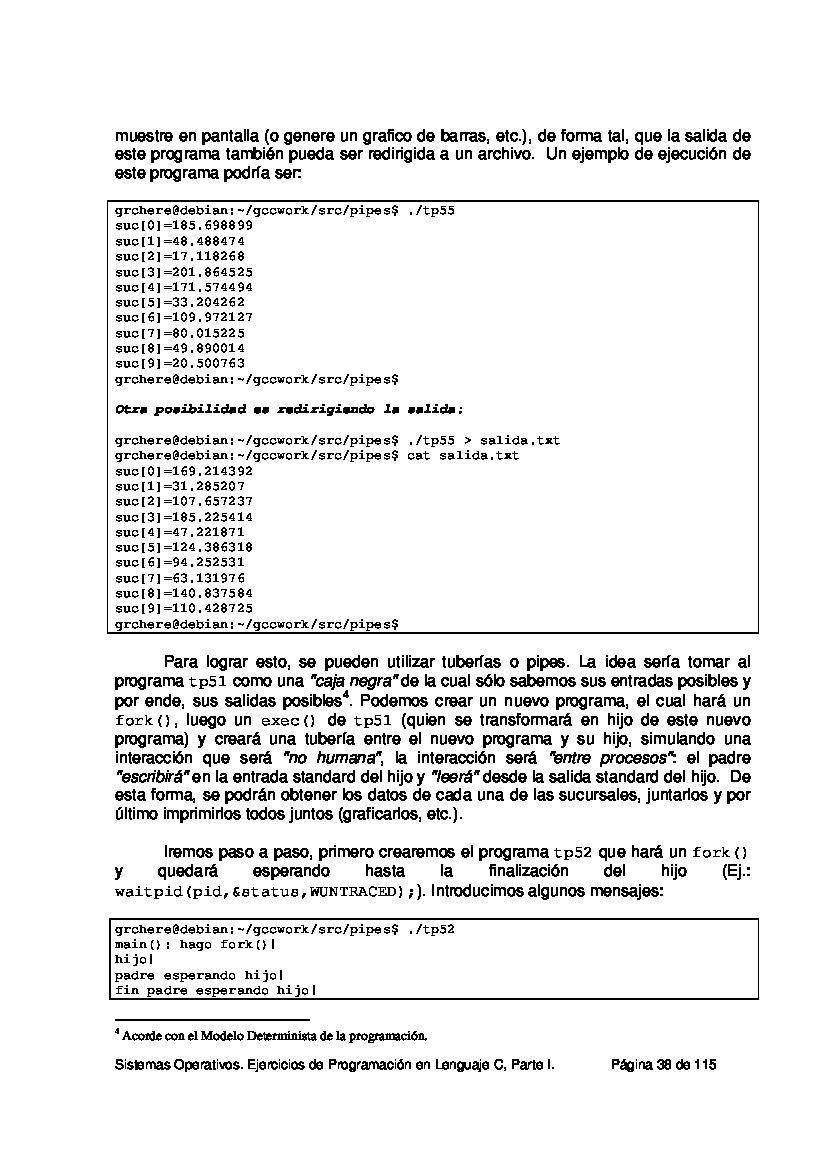 muestre en pantalla (o genere un grafico de barras, etc.), de forma tal, que la salida de
este programa también pueda ser redirigida a un archivo. Un ejemplo de ejecución de
este programa podría ser:
grchere@debian:~/gccwork/src/pipes$ ./tp55
suc[0]=185.698899
suc[1]=48.488474
suc[2]=17.118268
suc[3]=201.864525
suc[4]=171.574494
suc[5]=33.204262
suc[6]=109.972127
suc[7]=80.015225
suc[8]=49.890014
suc[9]=20.500763
grchere@debian:~/gccwork/src/pipes$
Otra posibilidad es redirigiendo la salida:
grchere@debian:~/gccwork/src/pipes$ ./tp55 > salida.txt
grchere@debian:~/gccwork/src/pipes$ cat salida.txt
suc[0]=169.214392
suc[1]=31.285207
suc[2]=107.657237
suc[3]=185.225414
suc[4]=47.221871
suc[5]=124.386318
suc[6]=94.252531
suc[7]=63.131976
suc[8]=140.837584
suc[9]=110.428725
grchere@debian:~/gccwork/src/pipes$
Para lograr esto, se pueden utilizar tuberías o pipes. La idea sería tomar al
programa tp51 como una "caja negra" de la cual sólo sabemos sus entradas posibles y
por ende, sus salidas posibles4. Podemos crear un nuevo programa, el cual hará un
fork(), luego un exec() de tp51 (quien se transformará en hijo de este nuevo
programa) y creará una tubería entre el nuevo programa y su hijo, simulando una
interacción que será "no humana", la interacción será "entre procesos": el padre
"escribirá" en la entrada standard del hijo y "leerá" desde la salida standard del hijo. De
esta forma, se podrán obtener los datos de cada una de las sucursales, juntarlos y por
último imprimirlos todos juntos (graficarlos, etc.).
Iremos paso a paso, primero crearemos el programa tp52 que hará un fork()
y quedará esperando hasta la finalización del hijo (Ej.:
waitpid(pid,&status,WUNTRACED);). Introducimos algunos mensajes:
grchere@debian:~/gccwork/src/pipes$ ./tp52
main(): hago fork()!
hijo!
padre esperando hijo!
fin padre esperando hijo!
4 Acorde con el Modelo Determinista de la programación.
Sistemas Operativos. Ejercicios de Programación en Lenguaje C, Parte I. Página 38 de 115